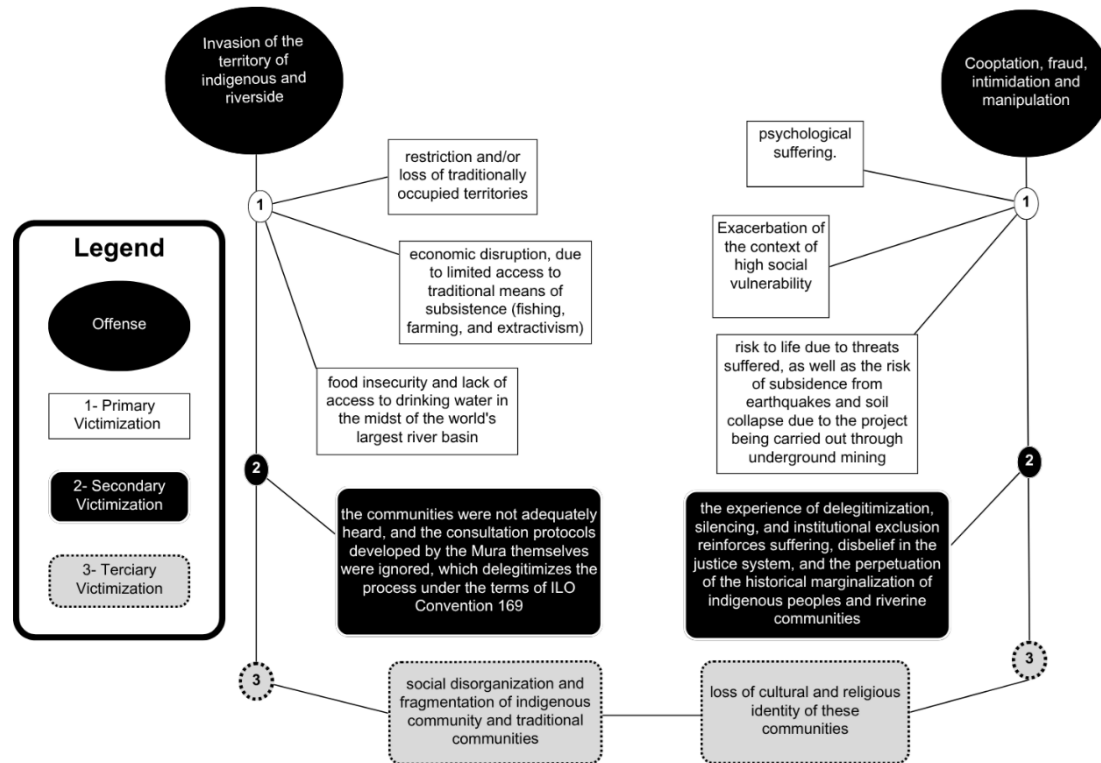 Invasion of the
territory of
indigenous and
riverside
Cooptation, fraud,
intimidation and
manipulation
psychological
suffering.
restriction and/or
loss of traditionally
occupied territories
1
1
Exacerbation of
the context of
high social
vulnerability
Legend
Offense
1- Primary
Victimization
2- Secondary
Victimization
3- Terciary
Victimization
economic disruption, due
to limited access to
traditional means of
subsistence (fishing,
farming, and extractivism)
risk to life due to threats
suffered, as well as the risk
of subsidence from
earthquakes and soil
collapse due to the project
being carried out through
underground mining
food insecurity and lack of
access to drinking water in
the midst of the world's
largest river basin
2
2
the communities were not adequately
heard, and the consultation protocols
developed by the Mura themselves
were ignored, which delegitimizes the
process under the terms of ILO
Convention 169
the experience of delegitimization,
silencing, and institutional exclusion
reinforces suffering, disbelief in the
justice system, and the perpetuation of
the historical marginalization of
indigenous peoples and riverine
communities
3
3
social disorganization and
fragmentation of indigenous
community and traditional
communities
loss of cultural and religious
identity of these
communities